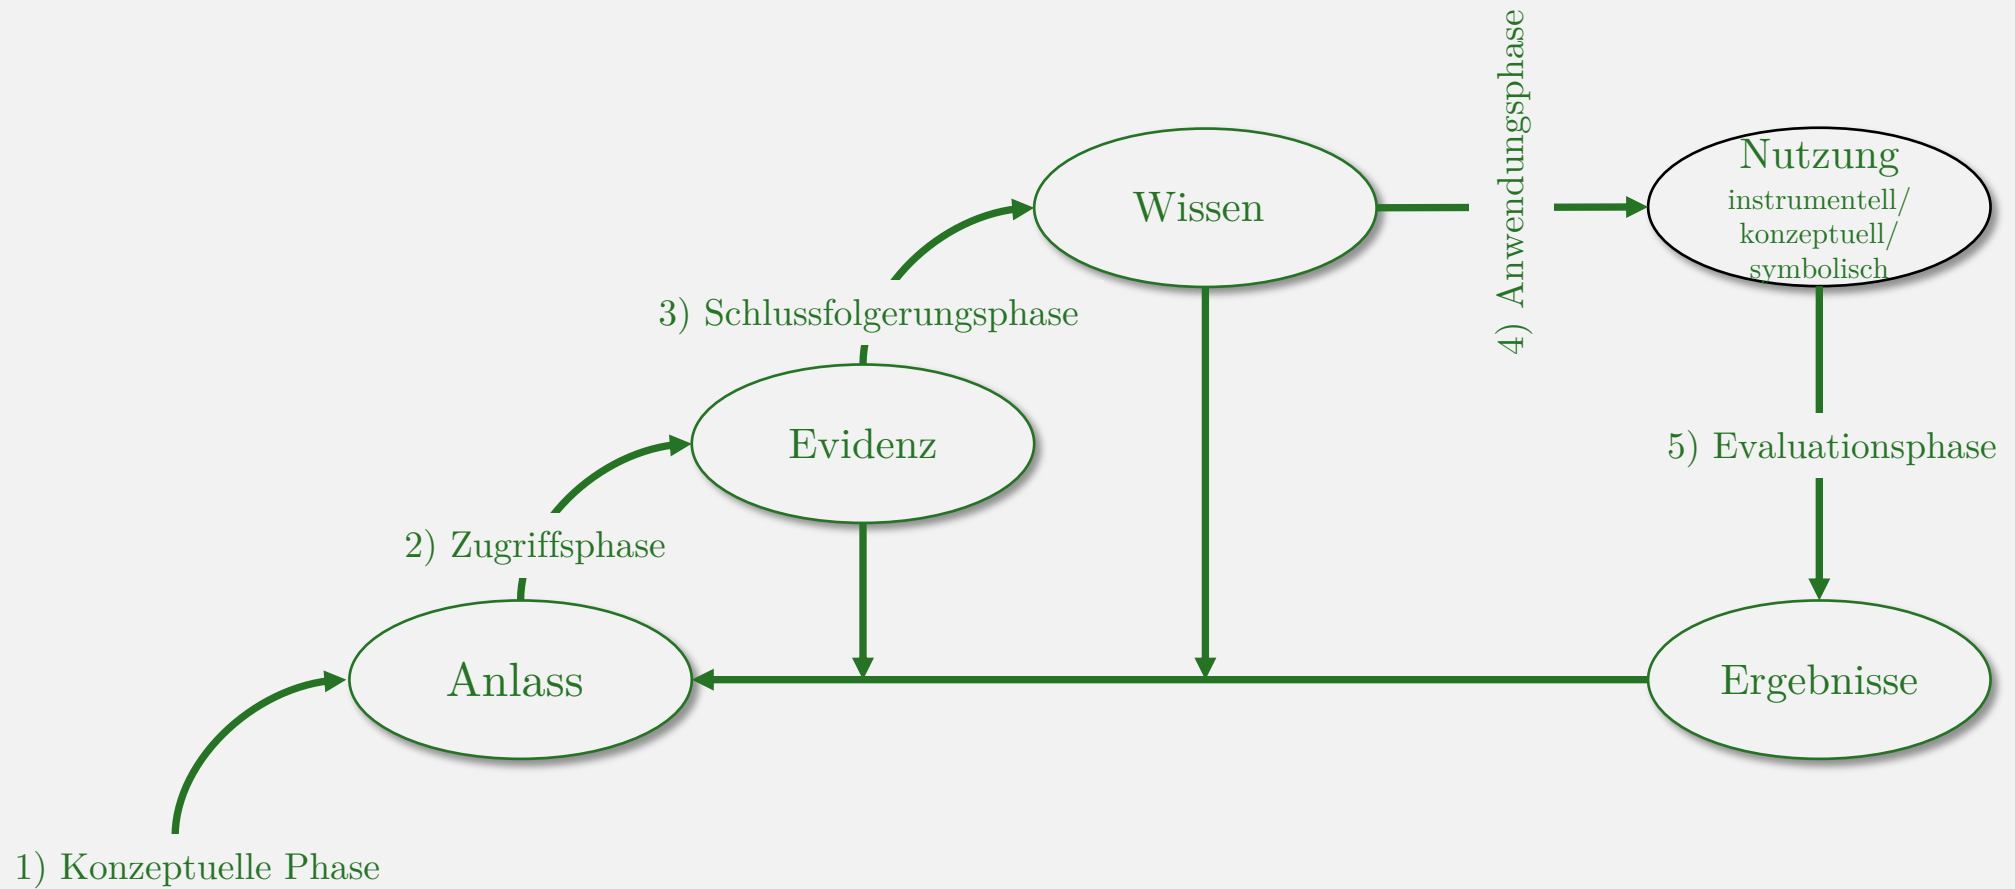 4) Anwendungsphase
Wissen
Nutzung
instrumentell/
konzeptuell/
symbolisch
3) Schlussfolgerungsphase
Evidenz
5) Evaluationsphase
2) Zugriffsphase
Anlass
Ergebnisse
1) Konzeptuelle Phase